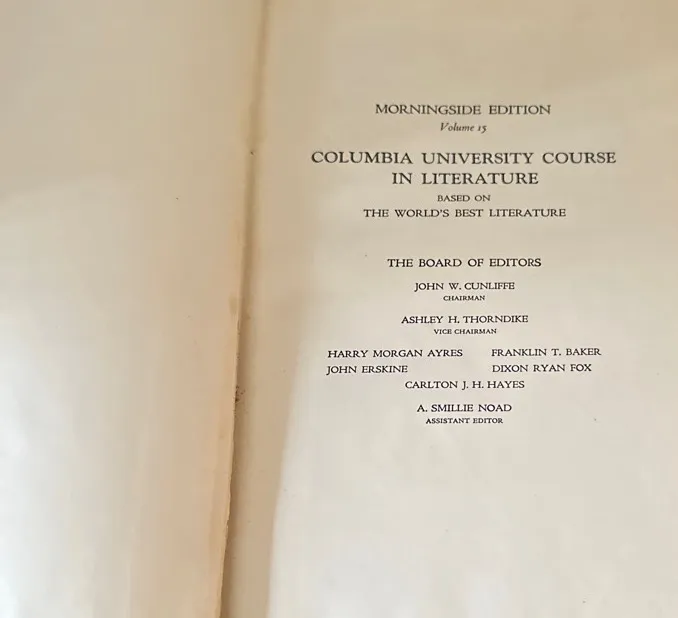 MORNINGSIDE EDITION
Volume 15
COLUMBIA UNIVERSITY COURSE
IN LITERATURE
BASED ON
THE WORLD'S BEST LITERATURE
THE BOARD OF EDITORS
JOHN W. CUNLIFFE
CHAIRMAN
ASHLEY H. THORNDIKE
VICE CHAIRMAN
HARRY MORGAN AYRES FRANKLIN T. BAKER
JOHN ERSKINE DIXON RYAN FOX
CARLTON J. H. HAYES
A. SMILLIE NOAD
ASSISTANT EDITOR